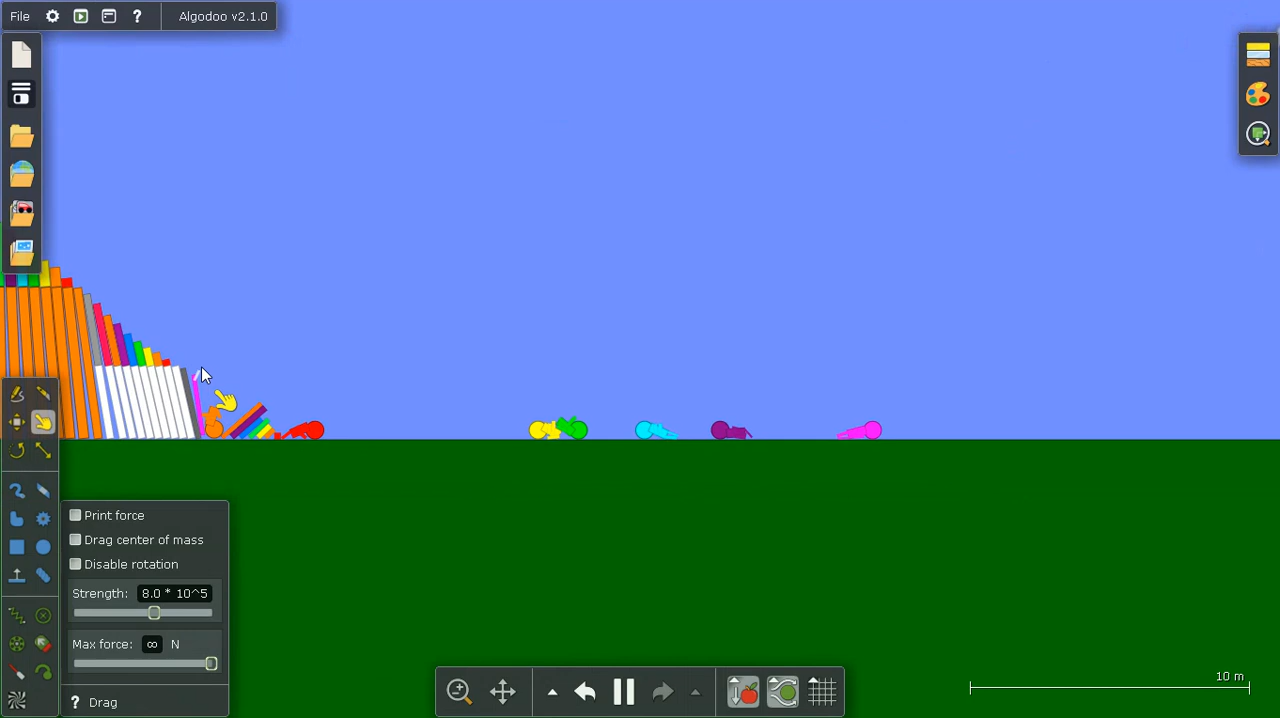 File ? Algodoo v2.1.0
Print force
Drag center of mass
Disable rotation
Strength: 8.0 * 10^5
Max force: ∞ N
? Drag
10 m